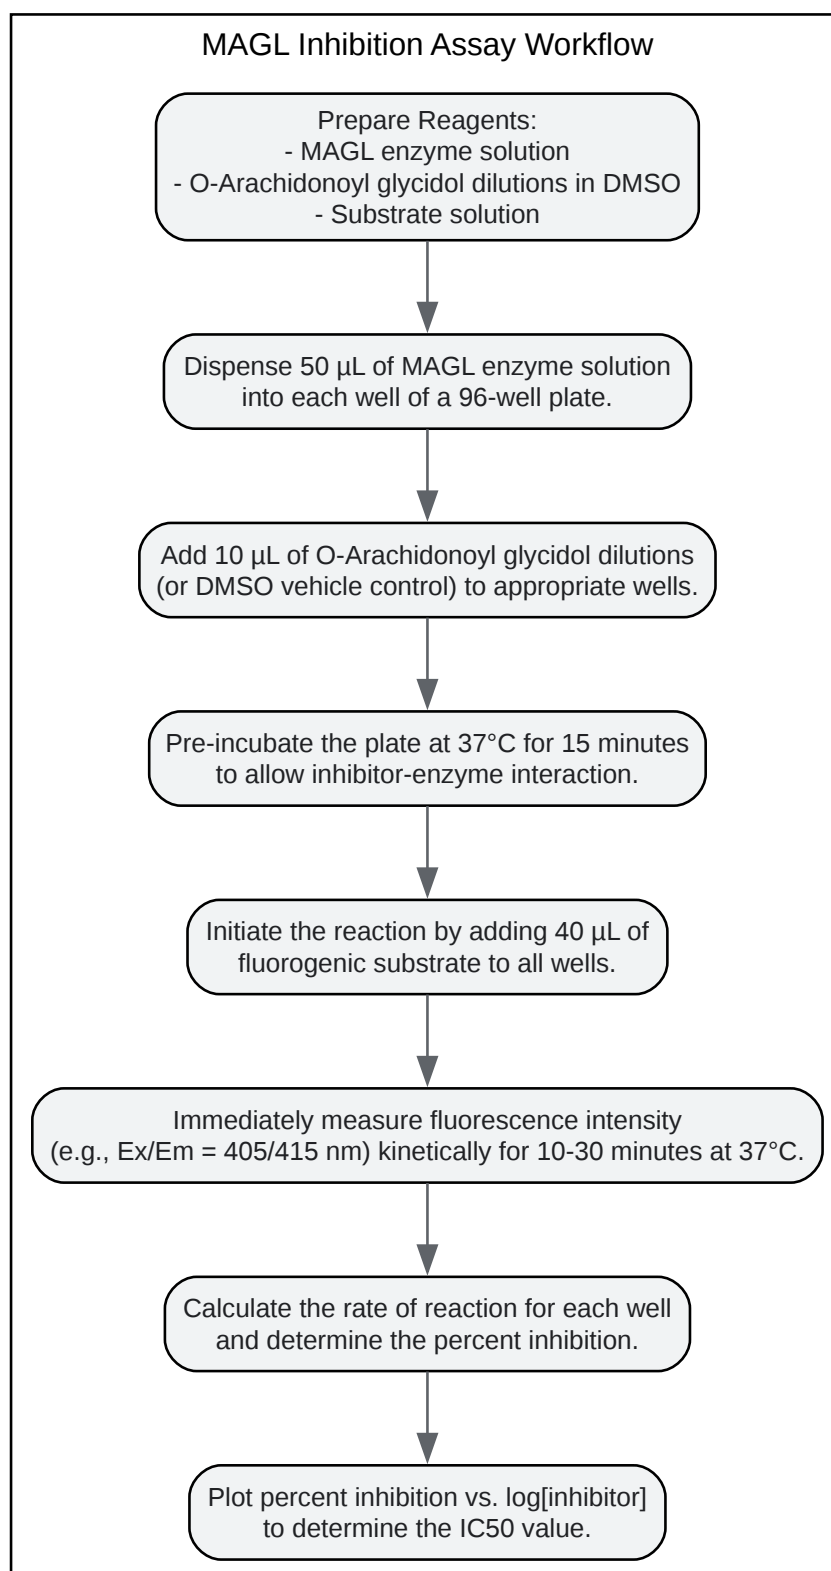 MAGL Inhibition Assay Workflow
Prepare Reagents:
- MAGL enzyme solution
- O-Arachidonoyl glycidol dilutions in DMSO
- Substrate solution
Dispense 50 µL of MAGL enzyme solution
into each well of a 96-well plate.
Add 10 µL of O-Arachidonoyl glycidol dilutions
(or DMSO vehicle control) to appropriate wells.
Pre-incubate the plate at 37°C for 15 minutes
to allow inhibitor-enzyme interaction.
Initiate the reaction by adding 40 µL of
fluorogenic substrate to all wells.
Immediately measure fluorescence intensity
(e.g., Ex/Em = 405/415 nm) kinetically for 10-30 minutes at 37°C.
Calculate the rate of reaction for each well
and determine the percent inhibition.
Plot percent inhibition vs. log[inhibitor]
to determine the IC50 value.